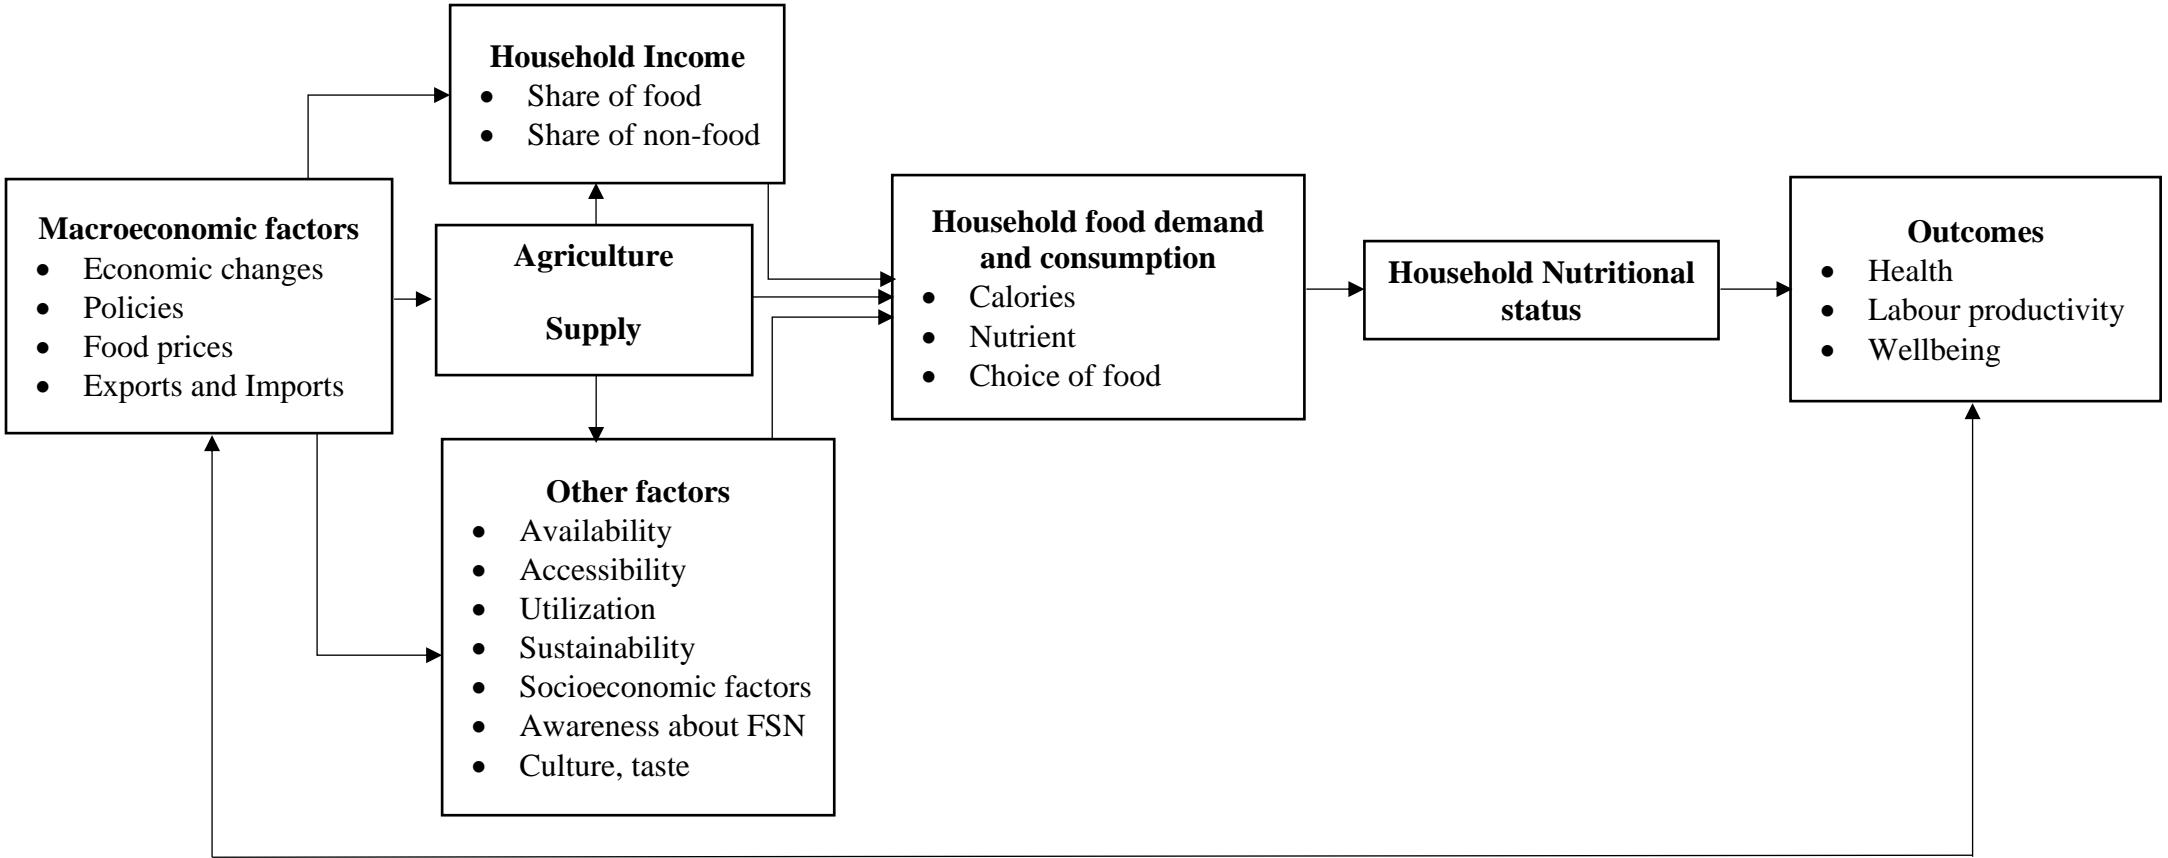 Household Income
• Share of food
• Share of non-food
Macroeconomic factors
• Economic changes
• Policies
• Food prices
• Exports and Imports
Agriculture
Supply
Other factors
• Availability
• Accessibility
• Utilization
• Sustainability
• Socioeconomic factors
• Awareness about FSN
• Culture, taste
Household food demand
and consumption
• Calories
• Nutrient
• Choice of food
Household Nutritional
status
Outcomes
• Health
• Labour productivity
• Wellbeing